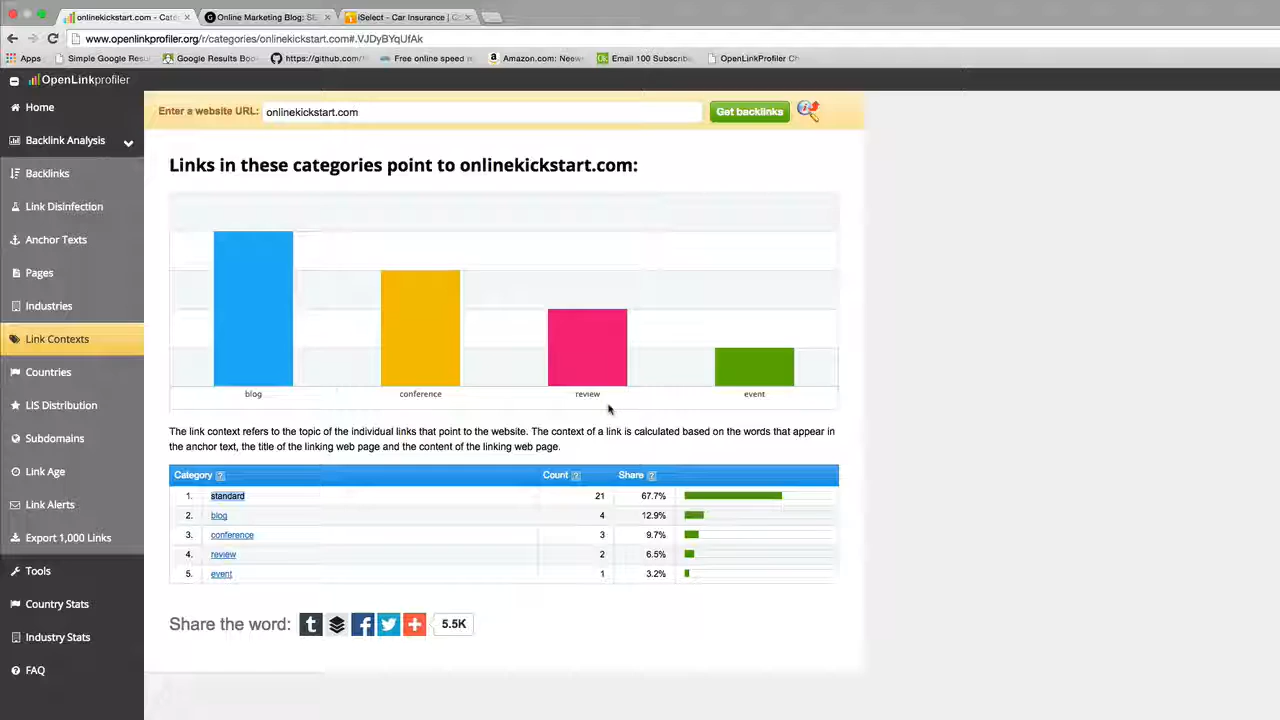 onlinekickstart.com - Cate
Online Marketing Blog: St
iSelect - Car Insurance | C
www.openlinkprofiler.org/r/categories/onlinekickstart.com#.VJDyBYqUfAk
Apps
Simple Google Res
Google Results Boo
https://github.com/
Free online speed
Amazon.com: New
Email 100 Subscribe
OpenLinkProfiler Ch
OpenLinkprofiler
Home
Backlink Analysis
Backlinks
Link Disinfection
Anchor Texts
Pages
Industries
Link Contexts
Countries
LIS Distribution
Subdomains
Link Age
Link Alerts
Export 1,000 Links
Tools
Country Stats
Industry Stats
FAQ
Enter a website URL: onlinekickstart.com Get backlinks
Links in these categories point to onlinekickstart.com:
blog conference review event
The link context refers to the topic of the individual links that point to the website. The context of a link is calculated based on the words that appear in
the anchor text, the title of the linking web page and the content of the linking web page.
Category ? Count ? Share ?
1. standard 21 67.7%
2. blog 4 12.9%
3. conference 3 9.7%
4. review 2 6.5%
5. event 1 3.2%
Share the word: 5.5K